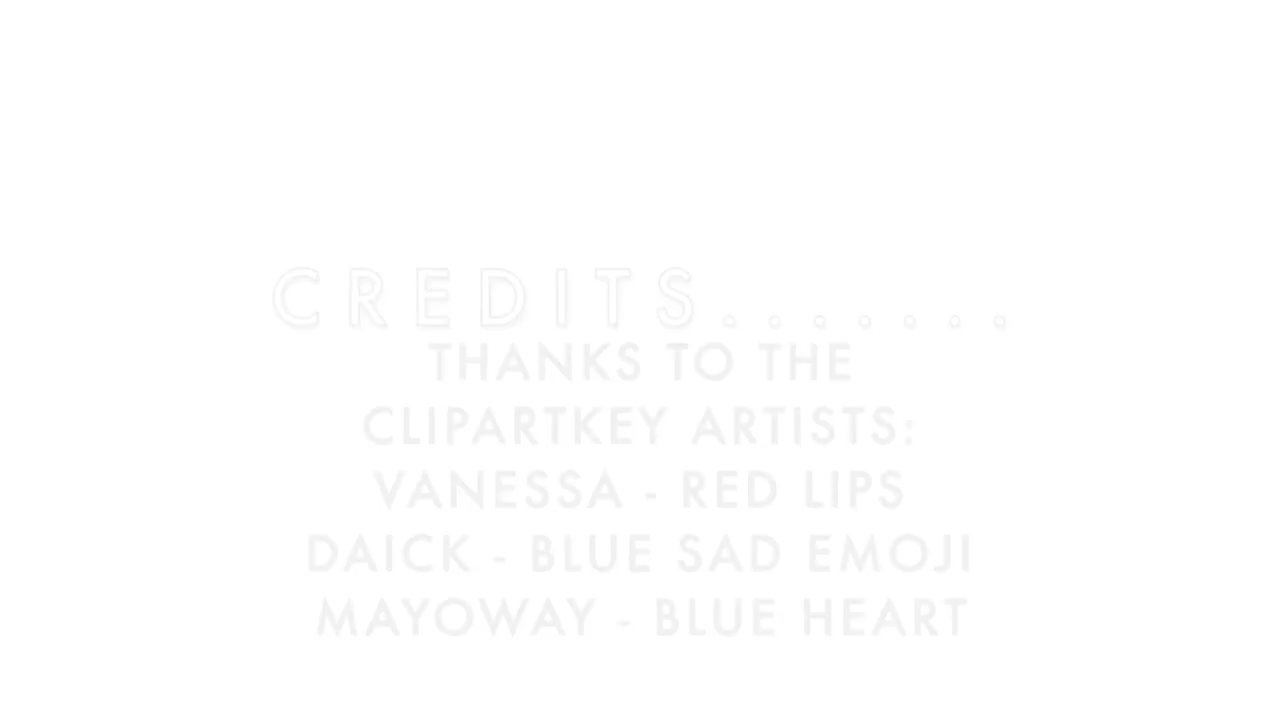 CREDITS.......
THANKS TO THE
CLIPARTKEY ARTISTS:
VANESSA - RED LIPS
DAICK - BLUE SAD EMOJI
MAYOWAY - BLUE HEART